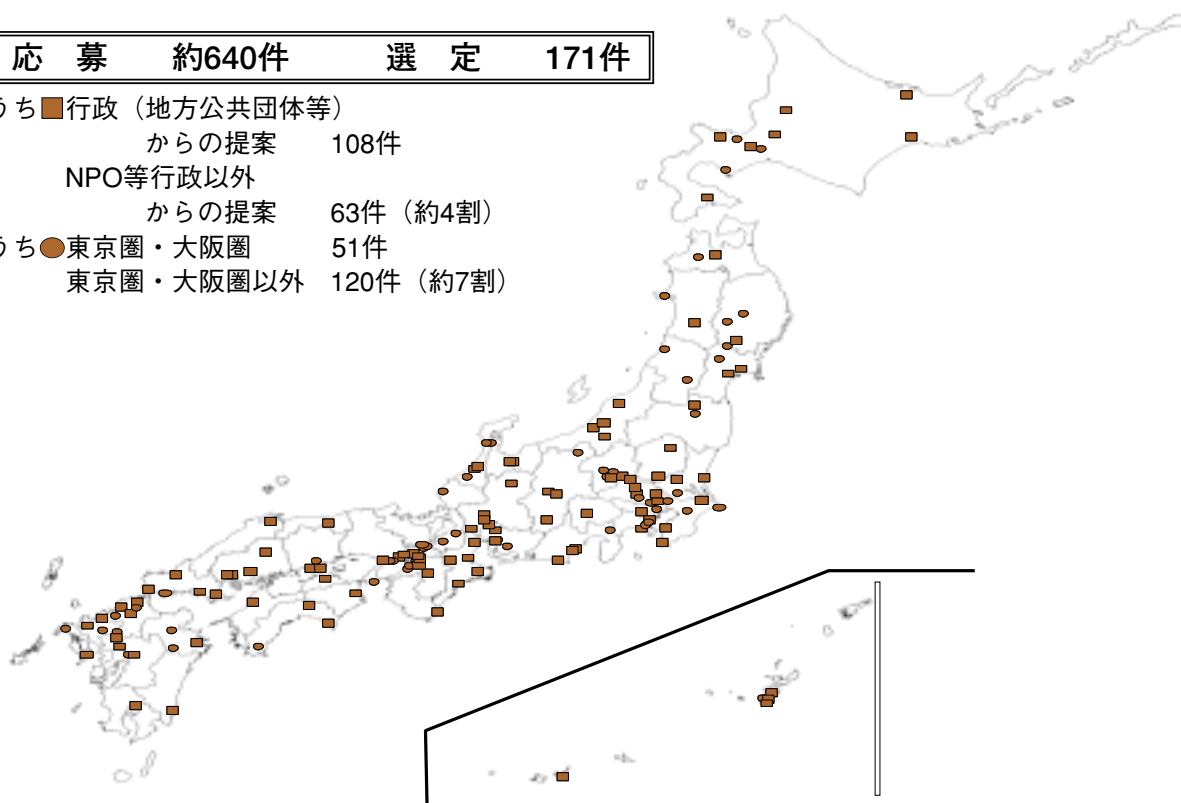 応 募 約640件 選 定 171件
うち■行政（地方公共団体等）
からの提案 108件
NPO等行政以外
からの提案 63件（約4割）
うち●東京圏・大阪圏 51件
東京圏・大阪圏以外 120件（約7割）